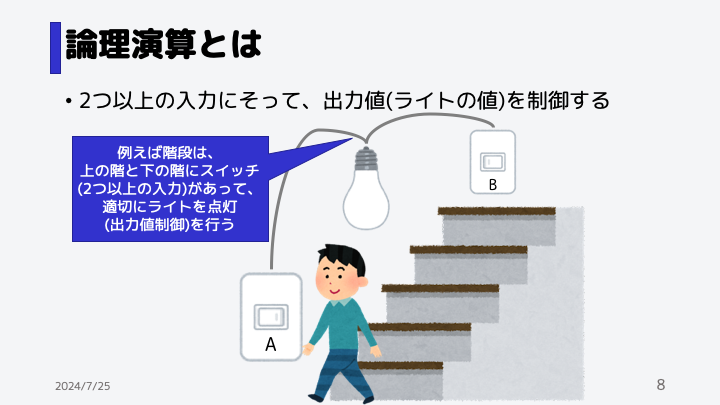 論理演算とは
• 2つ以上の入力にそって、出力値(ライトの値)を制御する
例えば階段は、
上の階と下の階にスイッチ
(2つ以上の入力)があって、
適切にライトを点灯
(出力値制御)を行う
B
A
2024/7/25
8